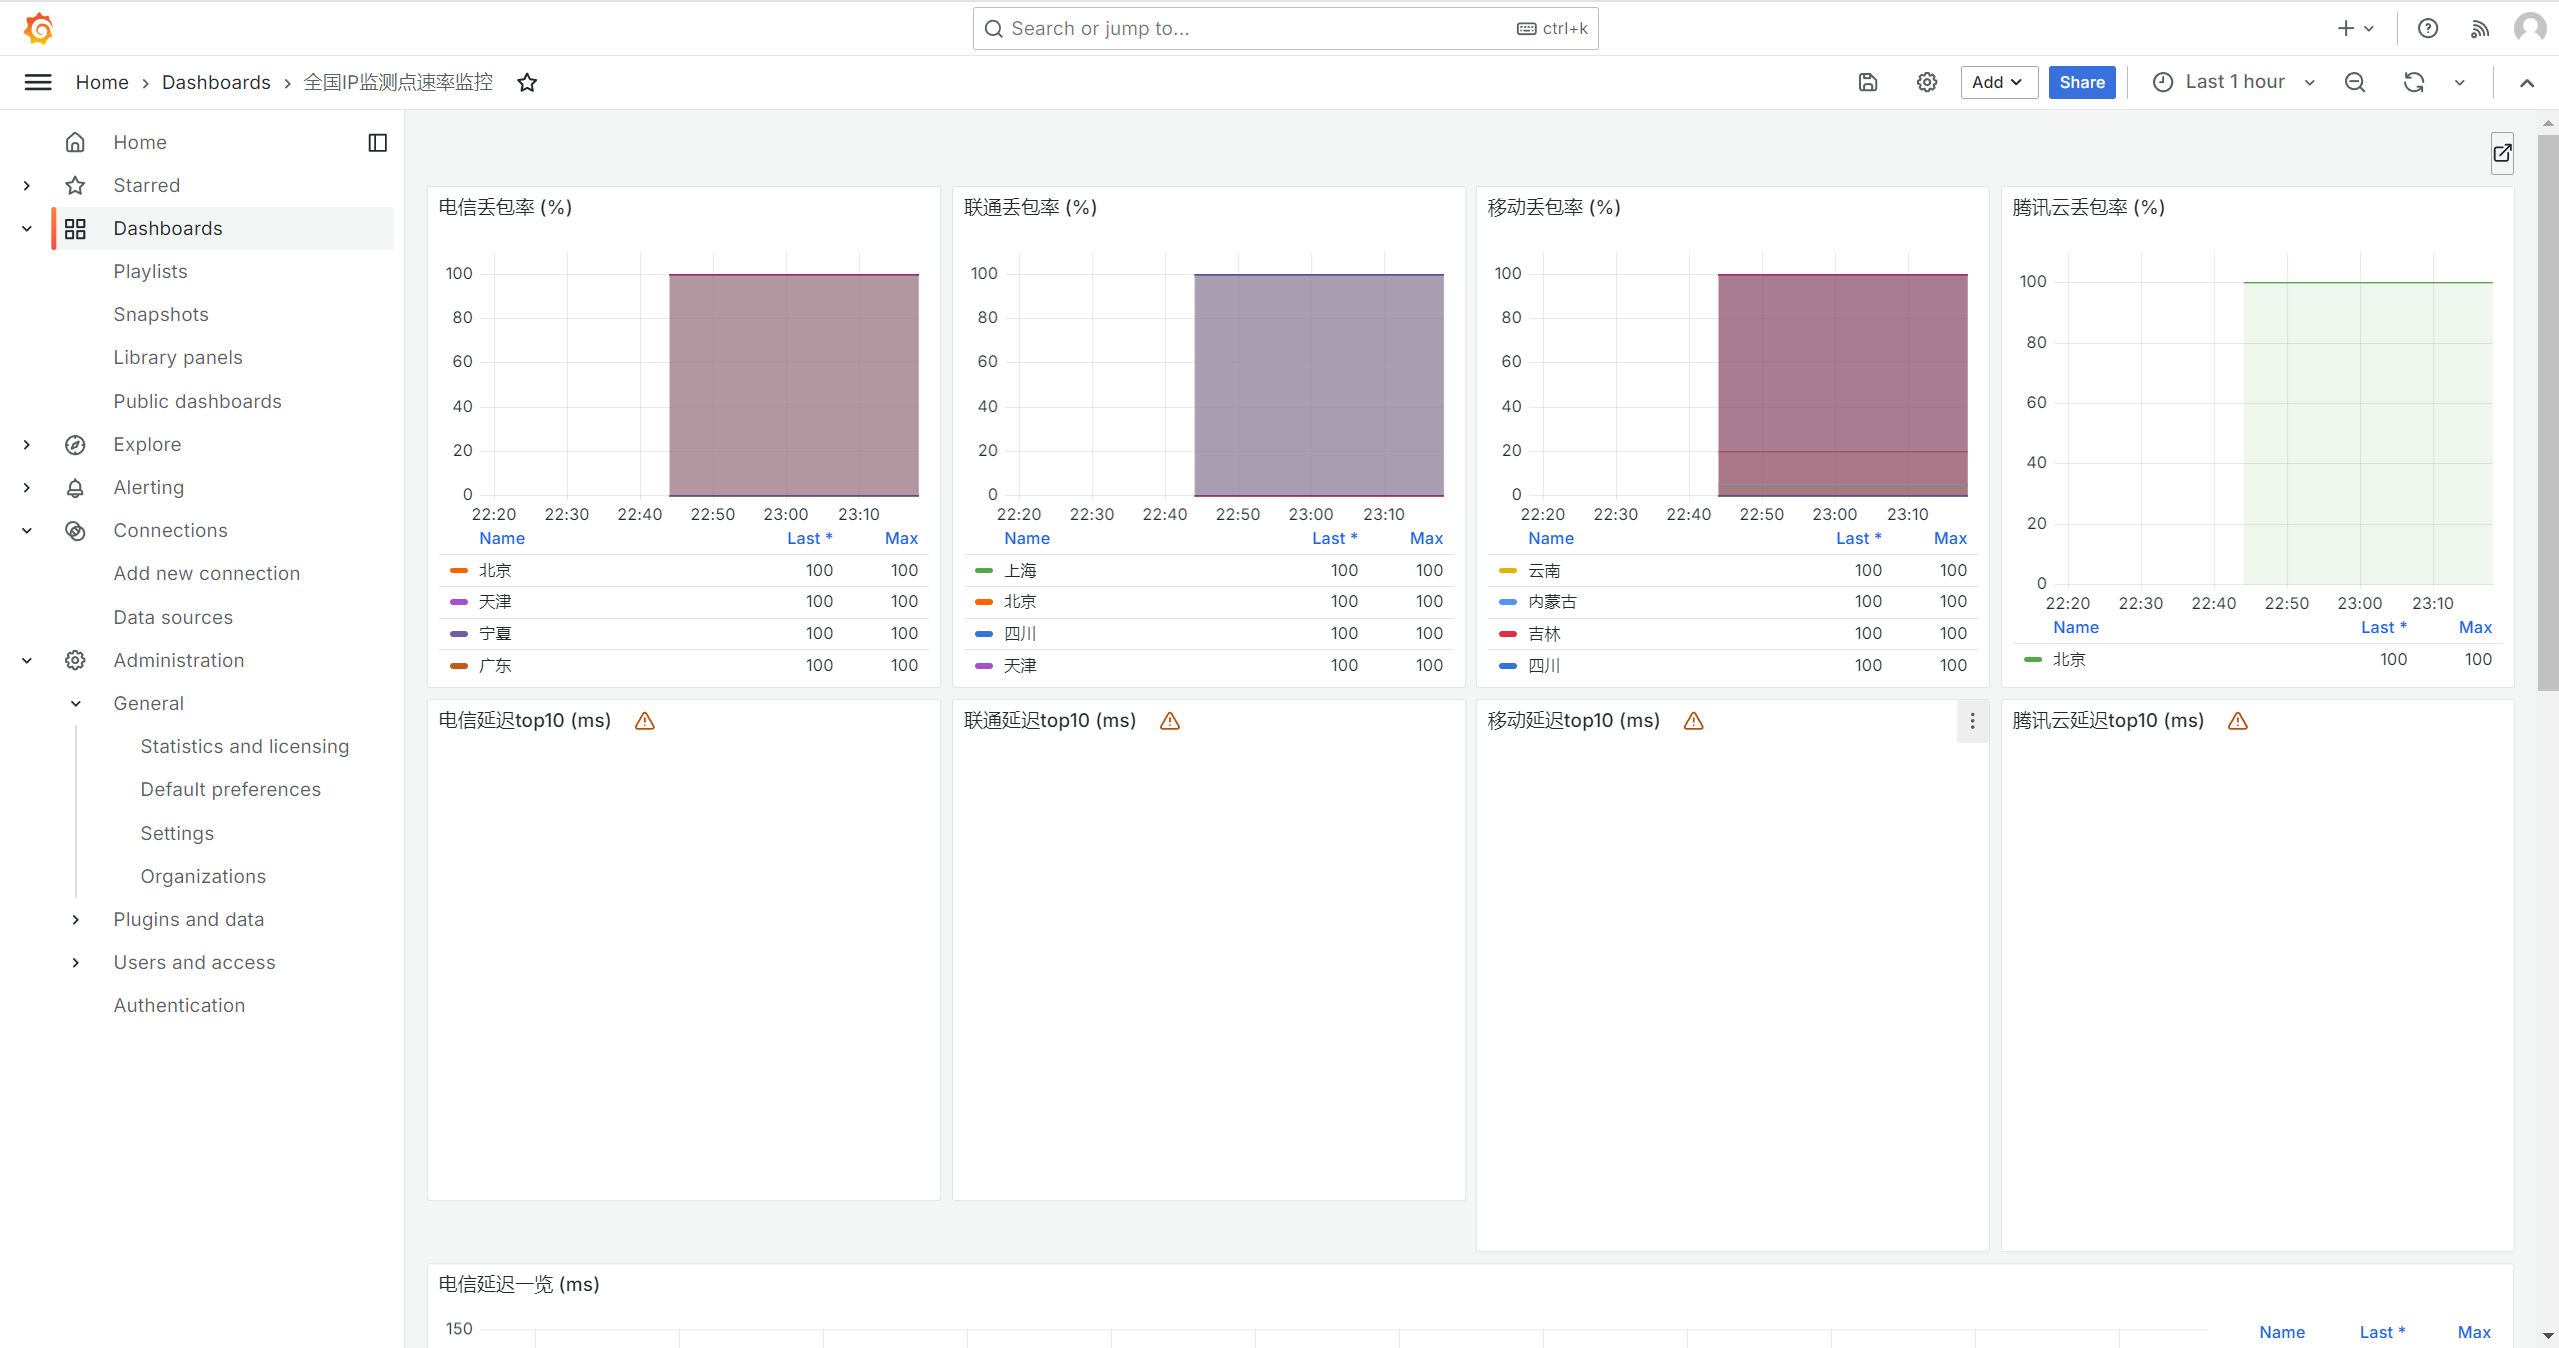 Search or jump to...
ctrl+k
Home
Dashboards
全国IP监测点速率监控
Add
Share
Last 1 hour
Home
Starred
Dashboards
Playlists
Snapshots
Library panels
Public dashboards
Explore
Alerting
Connections
Add new connection
Data sources
Administration
General
Statistics and licensing
Default preferences
Settings
Organizations
Plugins and data
Users and access
Authentication
电信丢包率 (%)
100
80
60
40
20
0
22:20 22:30 22:40 22:50 23:00 23:10
Name Last * Max
北京 100 100
天津 100 100
宁夏 100 100
广东 100 100
联通丢包率 (%)
100
80
60
40
20
0
22:20 22:30 22:40 22:50 23:00 23:10
Name Last * Max
上海 100 100
北京 100 100
四川 100 100
天津 100 100
移动丢包率 (%)
100
80
60
40
20
0
22:20 22:30 22:40 22:50 23:00 23:10
Name Last * Max
云南 100 100
内蒙古 100 100
吉林 100 100
四川 100 100
腾讯云丢包率 (%)
100
80
60
40
20
0
22:20 22:30 22:40 22:50 23:00 23:10
Name Last * Max
北京 100 100
电信延迟top10 (ms)
联通延迟top10 (ms)
移动延迟top10 (ms)
腾讯云延迟top10 (ms)
电信延迟一览 (ms)
150
Name Last * Max